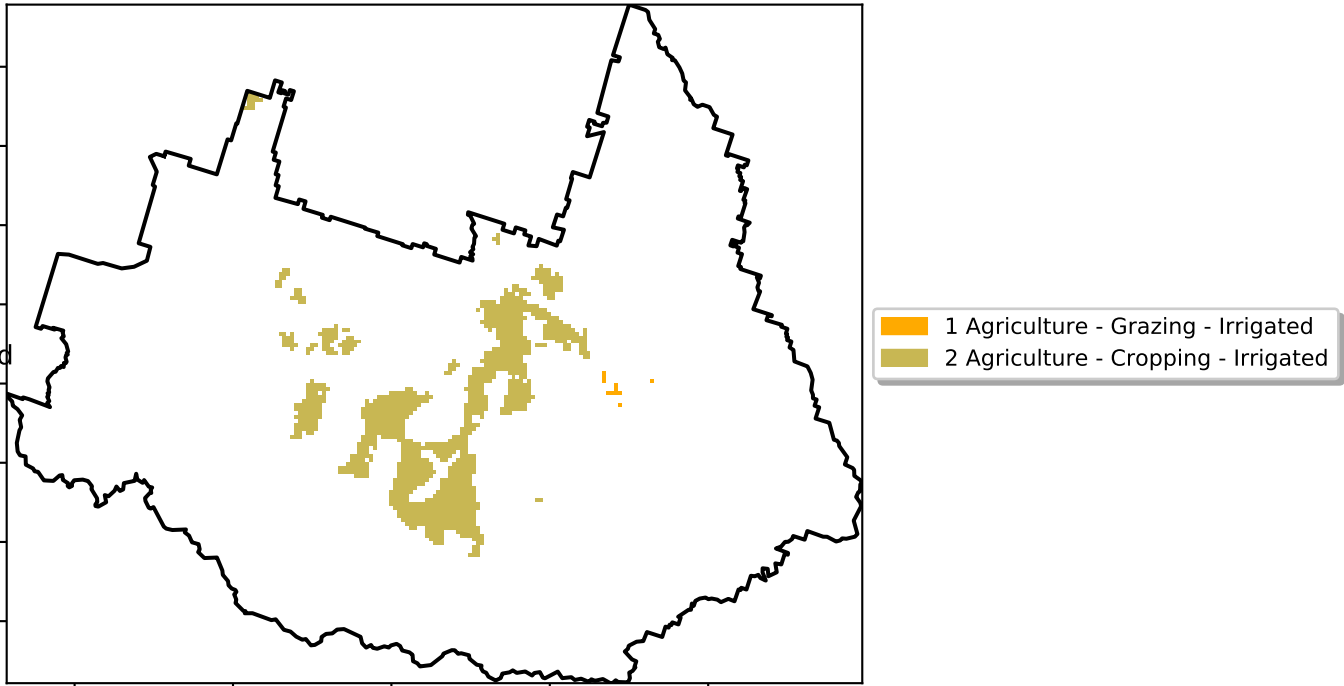 1 Agriculture - Grazing - Irrigated
d
2 Agriculture - Cropping - Irrigated